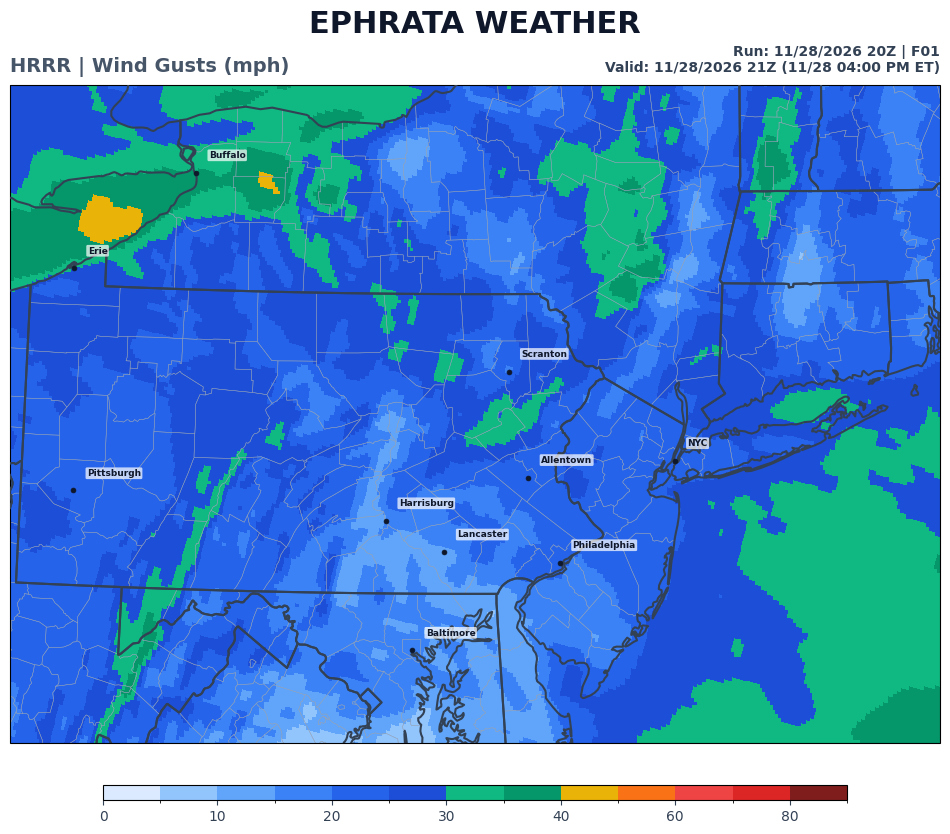 EPHRATA WEATHER
Run: 11/28/2026 20Z | F01
HRRR | Wind Gusts (mph)
Valid: 11/28/2026 21Z (11/28 04:00 PM ET)
Buffalo
Erie
Scranton
NYC
Allentown
Pittsburgh
Harrisburg
Lancaster
Philadelphia
Baltimore
0 10 20 30 40 50 60 70 80